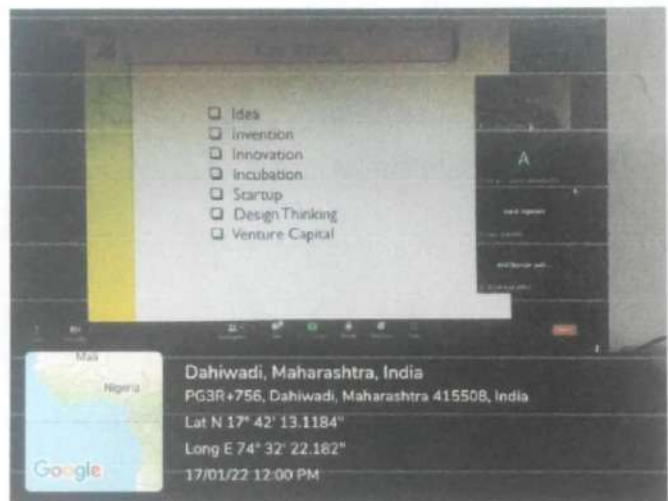 Idea
Invention
Innovation
Incubation
Startup
Design Thinking
Venture Capital
A
Mali
Nigeria
Google
Dahiwadi, Maharashtra, India
PG3R+756, Dahiwadi, Maharashtra 415508, India
Lat N 17° 42' 13.1184"
Long E 74° 32' 22.182"
17/01/22 12:00 PM